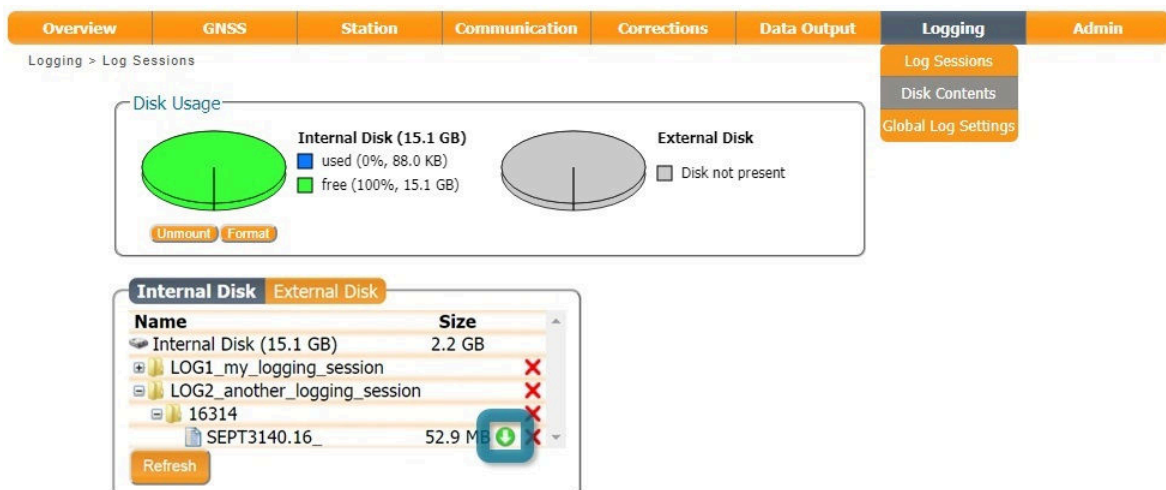 Overview GNSS Station Communication Corrections Data Output Logging Admin
Logging > Log Sessions
Log Sessions
Disk Contents
Global Log Settings
Disk Usage
Internal Disk (15.1 GB)
used (0%, 88.0 KB)
free (100%, 15.1 GB)
Unmount Format
External Disk
Disk not present
Internal Disk External Disk
Name Size
Internal Disk (15.1 GB) 2.2 GB
LOG1_my_logging_session
LOG2_another_logging_session
16314
SEPT3140.16_ 52.9 MB
Refresh